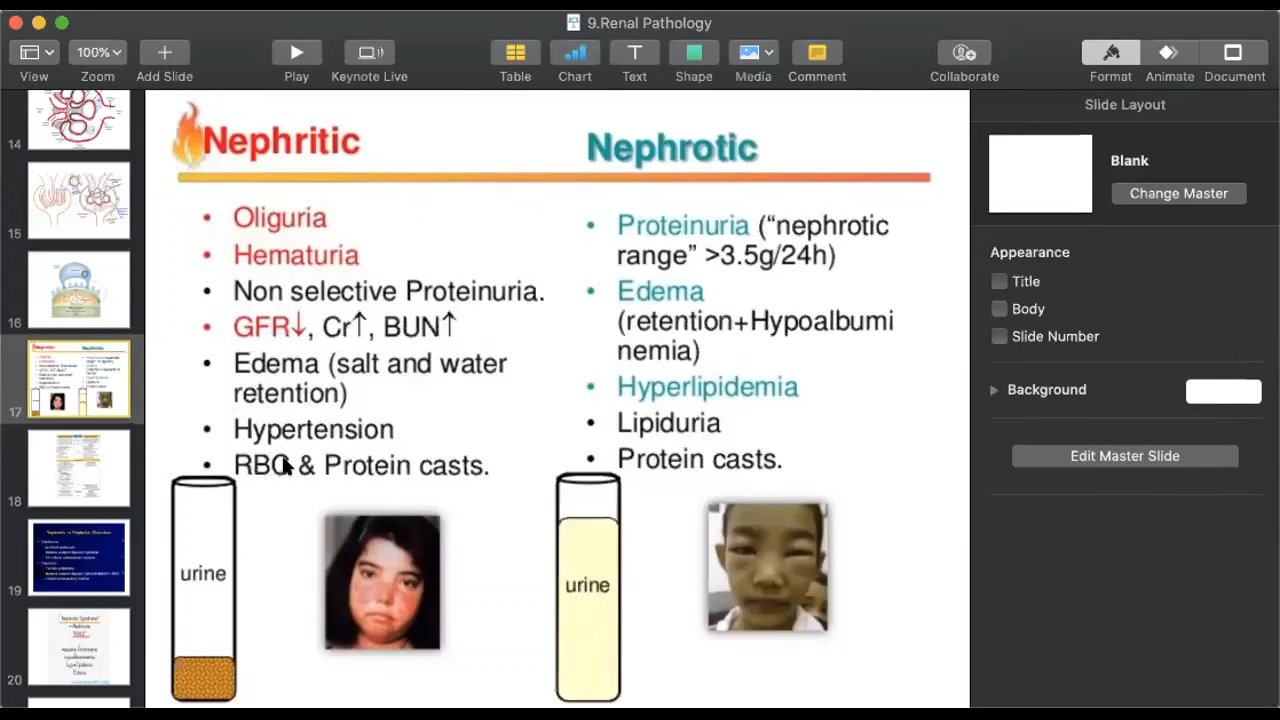 9.Renal Pathology
100%
View
Zoom
Add Slide
Play
Keynote Live
Table
Chart
Text
Shape
Media
Comment
Collaborate
Format
Animate
Document
14
15
16
17
18
19
20
Nephritic
• Oliguria
• Hematuria
• Non selective Proteinuria.
• GFR↓, Cr↑, BUN↑
• Edema (salt and water
retention)
• Hypertension
• RBC & Protein casts.
urine
Nephrotic
• Proteinuria (“nephrotic
range” >3.5g/24h)
• Edema
(retention+Hypoalbumi
nemia)
• Hyperlipidemia
• Lipiduria
• Protein casts.
urine
Slide Layout
Blank
Change Master
Appearance
Title
Body
Slide Number
Background
Edit Master Slide